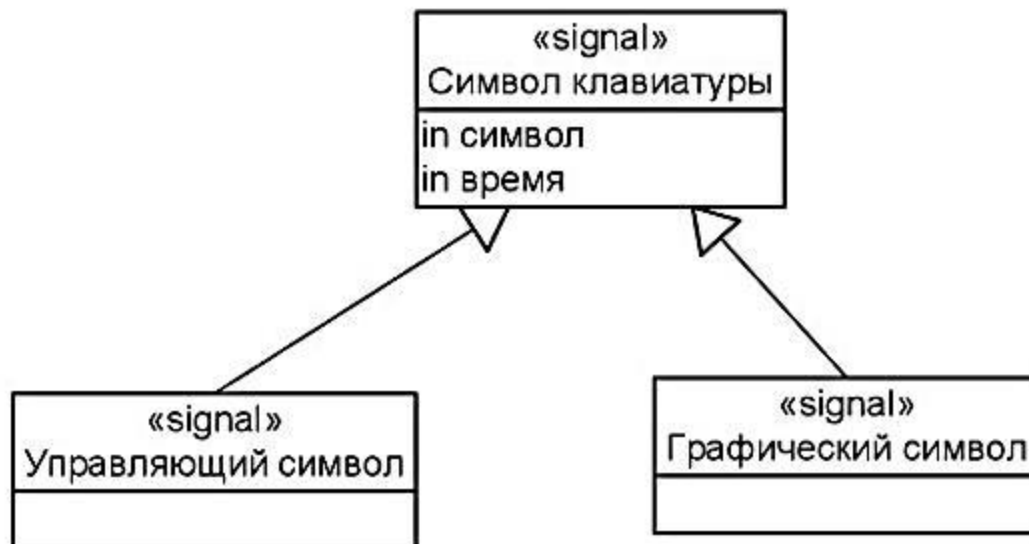 «signal»
Символ клавиатуры
in символ
in время
«signal»
Управляющий символ
«signal»
Графический символ